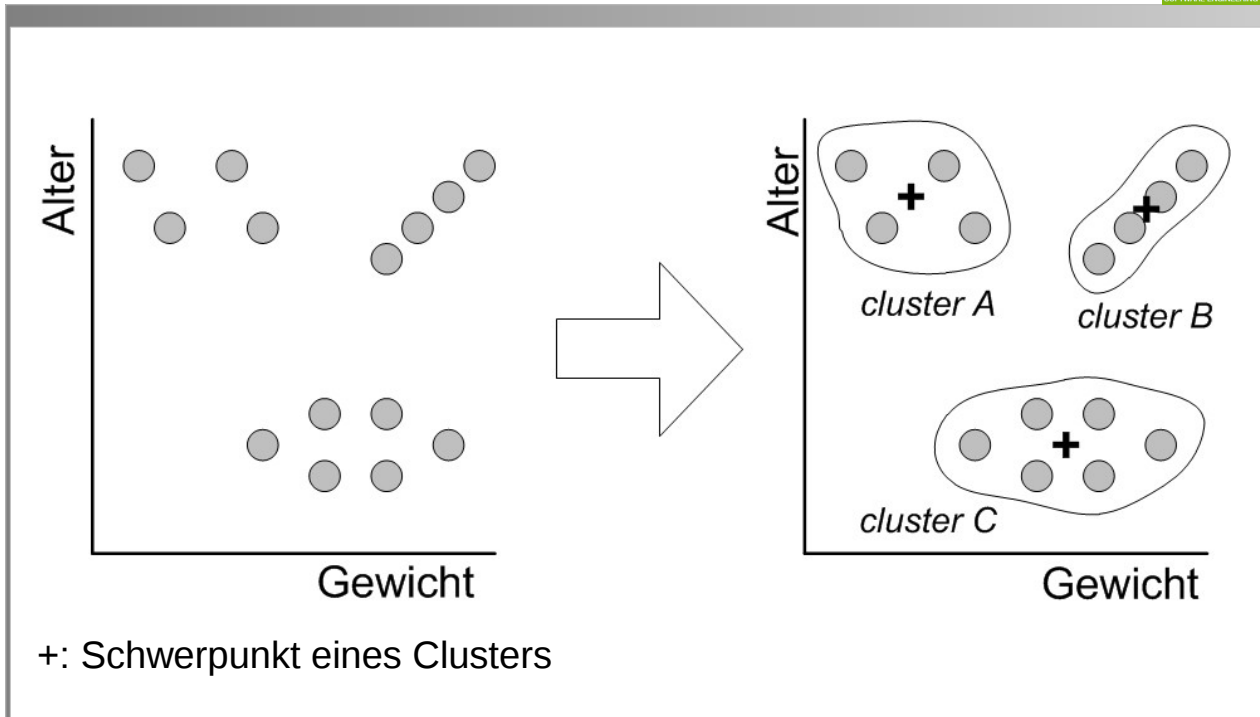 Alter
Gewicht
Alter
cluster A
cluster B
cluster C
Gewicht
+: Schwerpunkt eines Clusters